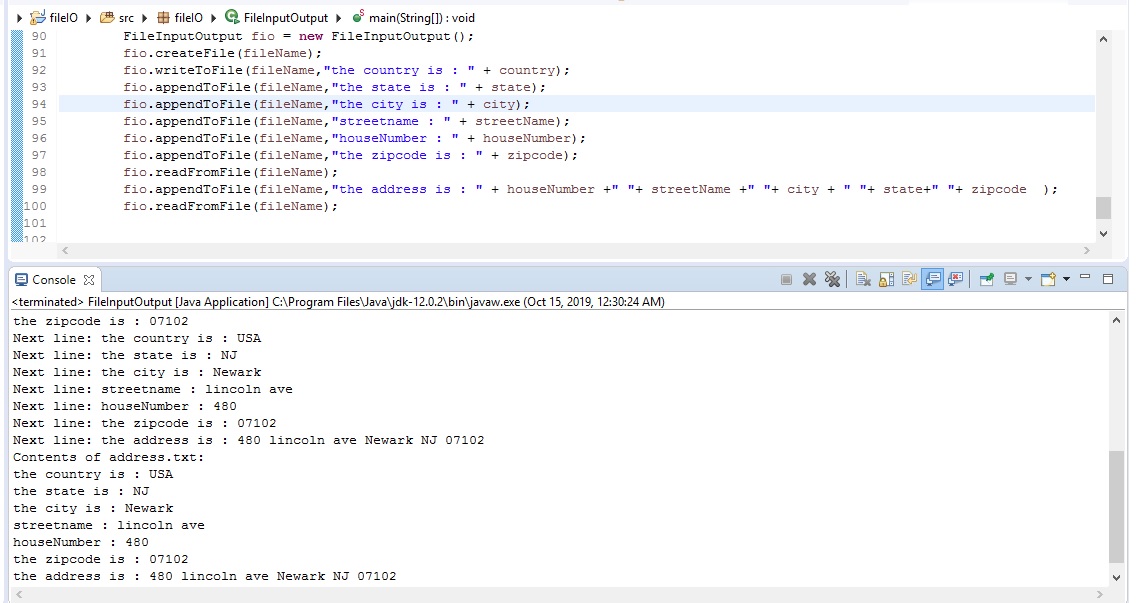 fileIO src fileIO FileInputOutput main(String[]) : void
90 FileInputOutput fio = new FileInputOutput();
91 fio.createFile(fileName);
92 fio.writeToFile(fileName,"the country is : " + country);
93 fio.appendToFile(fileName,"the state is : " + state);
94 fio.appendToFile(fileName,"the city is : " + city);
95 fio.appendToFile(fileName,"streetname : " + streetName);
96 fio.appendToFile(fileName,"houseNumber : " + houseNumber);
97 fio.appendToFile(fileName,"the zipcode is : " + zipcode);
98 fio.readFromFile(fileName);
99 fio.appendToFile(fileName,"the address is : " + houseNumber +" "+ streetName +" "+ city + " "+ state+" "+ zipcode  );
100 fio.readFromFile(fileName);
101
102
Console
<terminated> FileInputOutput [Java Application] C:\Program Files\Java\jdk-12.0.2\bin\javaw.exe (Oct 15, 2019, 12:30:24 AM)
the zipcode is : 07102
Next line: the country is : USA
Next line: the state is : NJ
Next line: the city is : Newark
Next line: streetname : lincoln ave
Next line: houseNumber : 480
Next line: the zipcode is : 07102
Next line: the address is : 480 lincoln ave Newark NJ 07102
Contents of address.txt:
the country is : USA
the state is : NJ
the city is : Newark
streetname : lincoln ave
houseNumber : 480
the zipcode is : 07102
the address is : 480 lincoln ave Newark NJ 07102